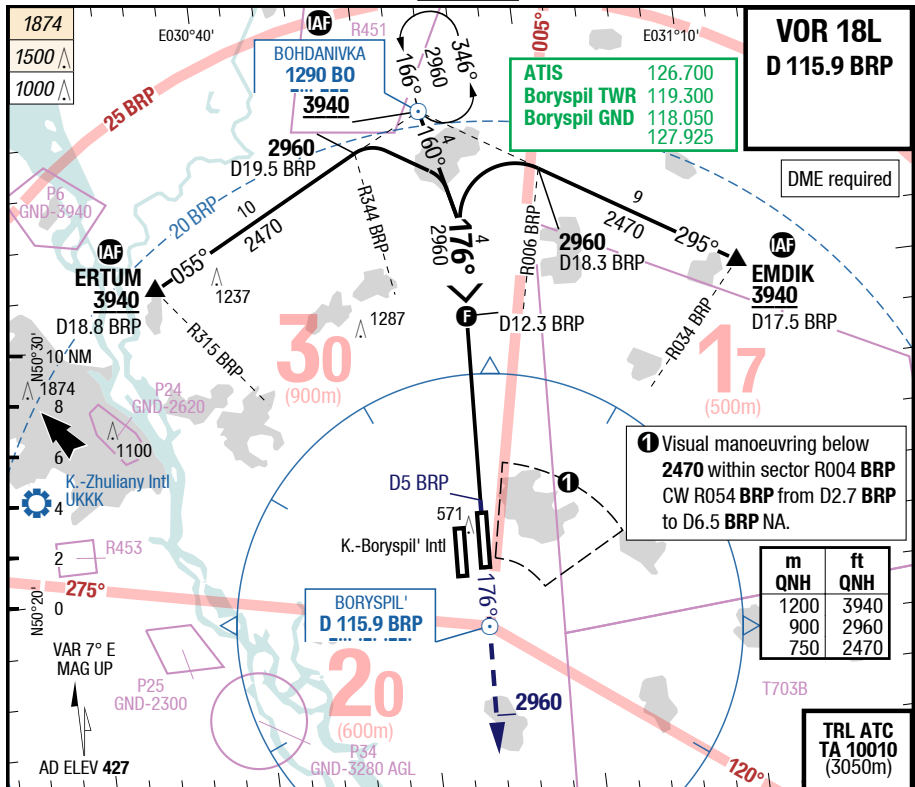 1874
1500
1000
E030°40'
IAF
R451
BOHDANIVKA
1290 BO
3940
166°
2960
346°
005°
E031°10'
VOR 18L
D 115.9 BRP
ATIS 126.700
Boryspil TWR 119.300
Boryspil GND 118.050
127.925
DME required
25 BRP
2960
D19.5 BRP
4
160°
P6
GND-3940
20 BRP
10
2470
055°
R344 BRP
176°
4
2960
R006 BRP
9
2470
295°
2960
D18.3 BRP
IAF
ERTUM
3940
D18.8 BRP
IAF
EMDIK
3940
D17.5 BRP
1237
1287
F
D12.3 BRP
R315 BRP
R034 BRP
30
(900m)
17
(500m)
N50°30'
10 NM
1874
8
6
4
2
0
P24
GND-2620
1100
K.-Zhuliany Intl
UKKK
D5 BRP
571
K.-Boryspil' Intl
1
1 Visual manoeuvring below
2470 within sector R004 BRP
CW R054 BRP from D2.7 BRP
to D6.5 BRP NA.
R453
275°
N50°20'
176°
BORYSPIL'
D 115.9 BRP
m ft
QNH QNH
1200 3940
900 2960
750 2470
VAR 7° E
MAG UP
P25
GND-2300
20
(600m)
2960
T703B
P34
GND-3280 AGL
120°
AD ELEV 427
TRL ATC
TA 10010
(3050m)